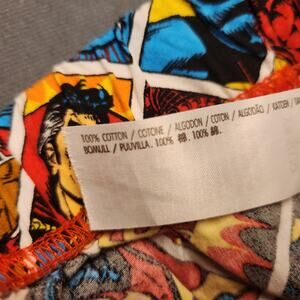 100% COTTON / COTONE / ALGODON / COTON / ALGODÃO / KATOEN /
BOMULL / PUUVILLA. 100% 棉. 100% 綿.